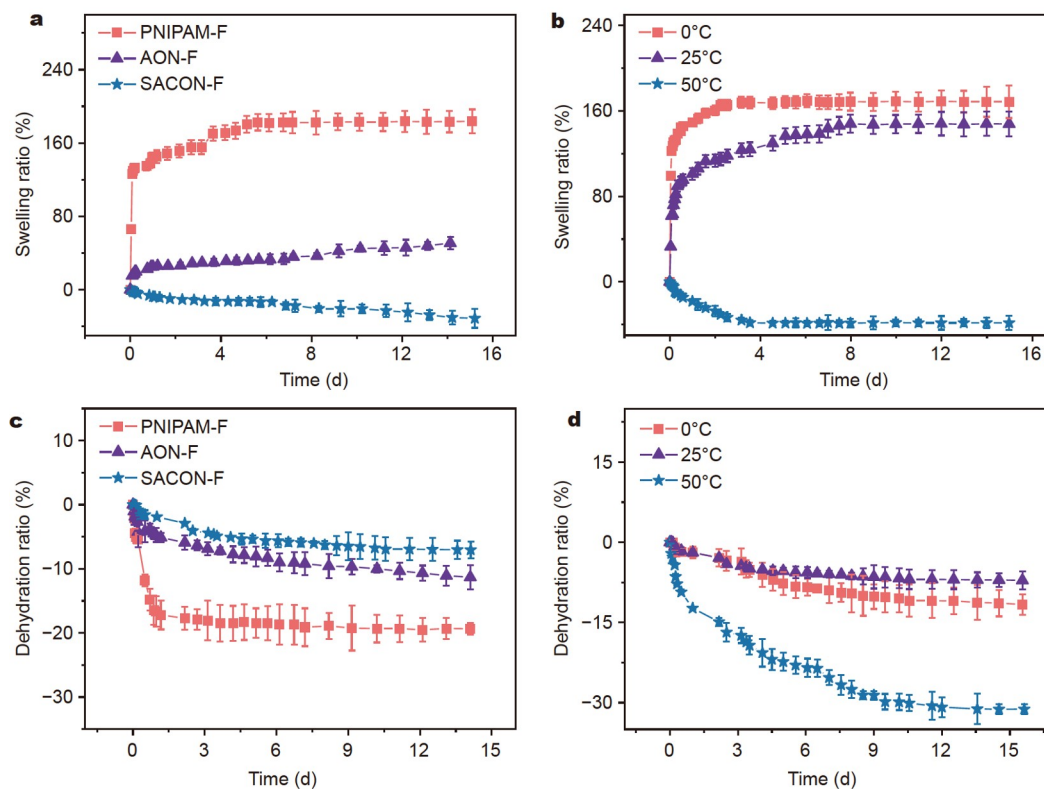 a
PNIPAM-F
AON-F
SACON-F
240
160
80
0
Swelling ratio (%)
0 4 8 12 16
Time (d)
b
0°C
25°C
50°C
240
160
80
0
Swelling ratio (%)
0 4 8 12 16
Time (d)
c
PNIPAM-F
AON-F
SACON-F
10
0
−10
−20
−30
Dehydration ratio (%)
0 3 6 9 12 15
Time (d)
d
0°C
25°C
50°C
15
0
−15
−30
Dehydration ratio (%)
0 3 6 9 12 15
Time (d)